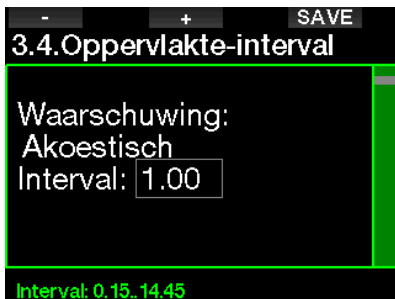 - + SAVE
3.4.Oppervlakte-interval
Waarschuwing:
Akoestisch
Interval: 1.00
Interval: 0.15..14.45